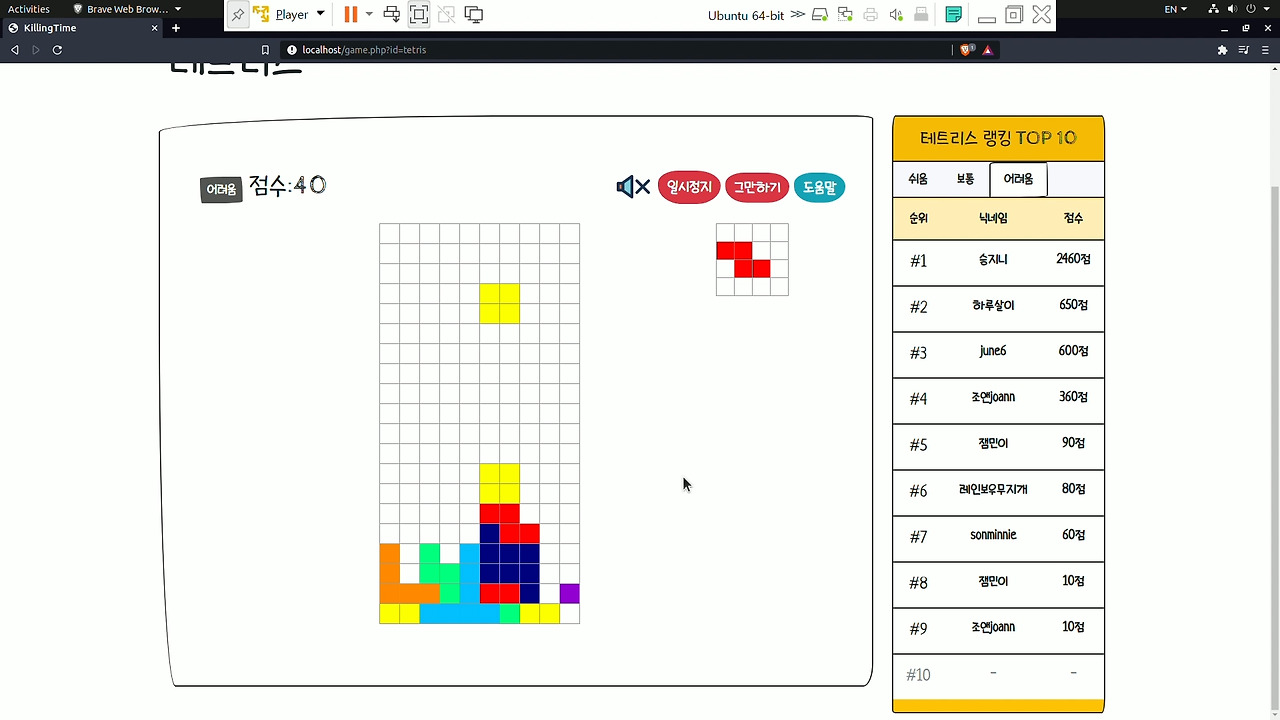 Activities
Brave Web Brow...
Player
Ubuntu 64-bit
EN
KillingTime
localhost/game.php?id=tetris
테트리스
어려움
점수:40
일시정지
그만하기
도움말
테트리스 랭킹 TOP 10
쉬움 보통 어려움
순위 닉네임 점수
#1 승지니 2460점
#2 하루살이 650점
#3 june6 600점
#4 조앤joann 360점
#5 잼민이 90점
#6 레인보우무지개 80점
#7 sonminnie 60점
#8 잼민이 10점
#9 조앤joann 10점
#10 - -